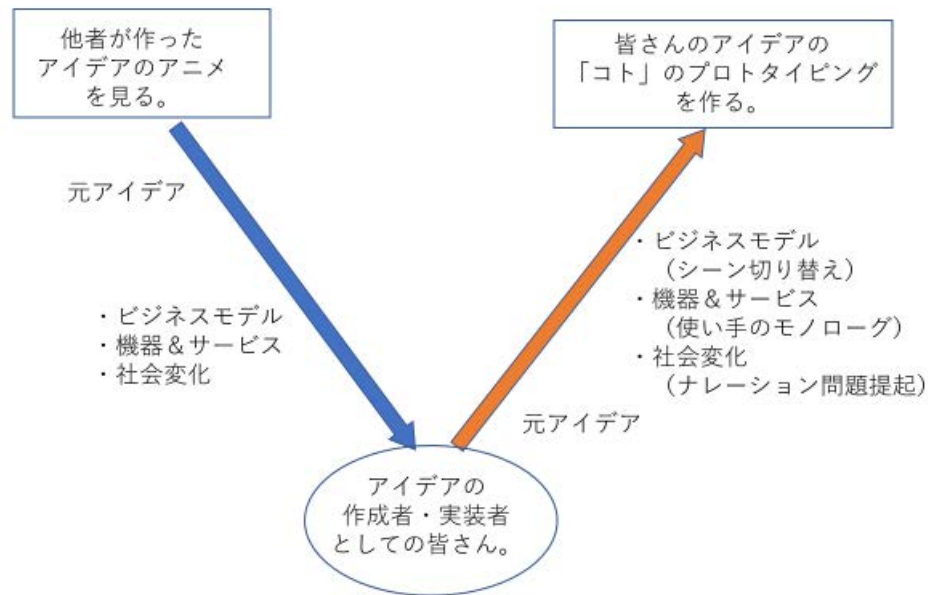 他者が作った
アイデアのアニメ
を見る。
皆さんのアイデアの
「コト」のプロトタイピング
を作る。
元アイデア
・ビジネスモデル
・機器＆サービス
・社会変化
・ビジネスモデル
（シーン切り替え）
・機器＆サービス
（使い手のモノローグ）
・社会変化
（ナレーション問題提起）
元アイデア
アイデアの
作成者・実装者
としての皆さん。